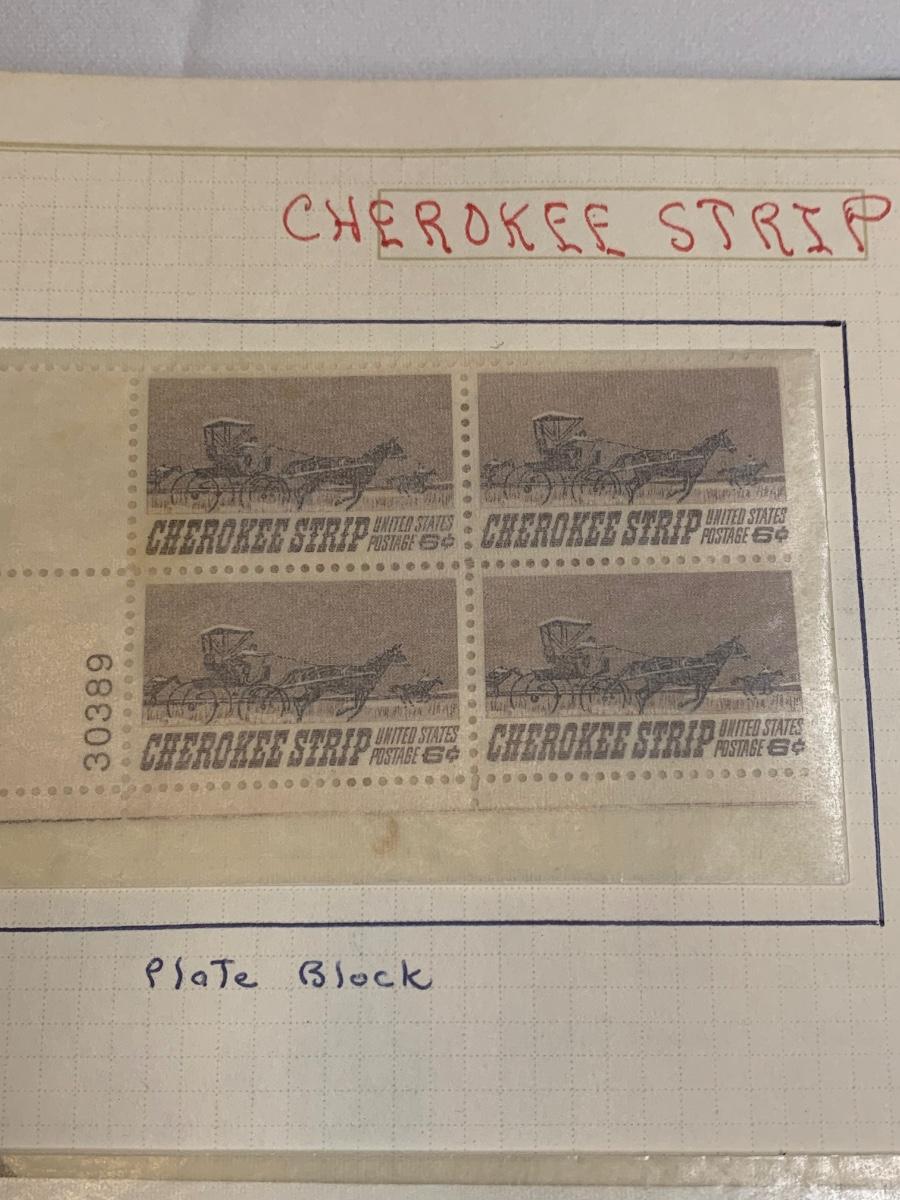 CHEROKEE STRIP
CHEROKEE STRIP UNITED STATES POSTAGE 6¢
CHEROKEE STRIP UNITED STATES POSTAGE 6¢
30389
CHEROKEE STRIP UNITED STATES POSTAGE 6¢
CHEROKEE STRIP UNITED STATES POSTAGE 6¢
Plate Block